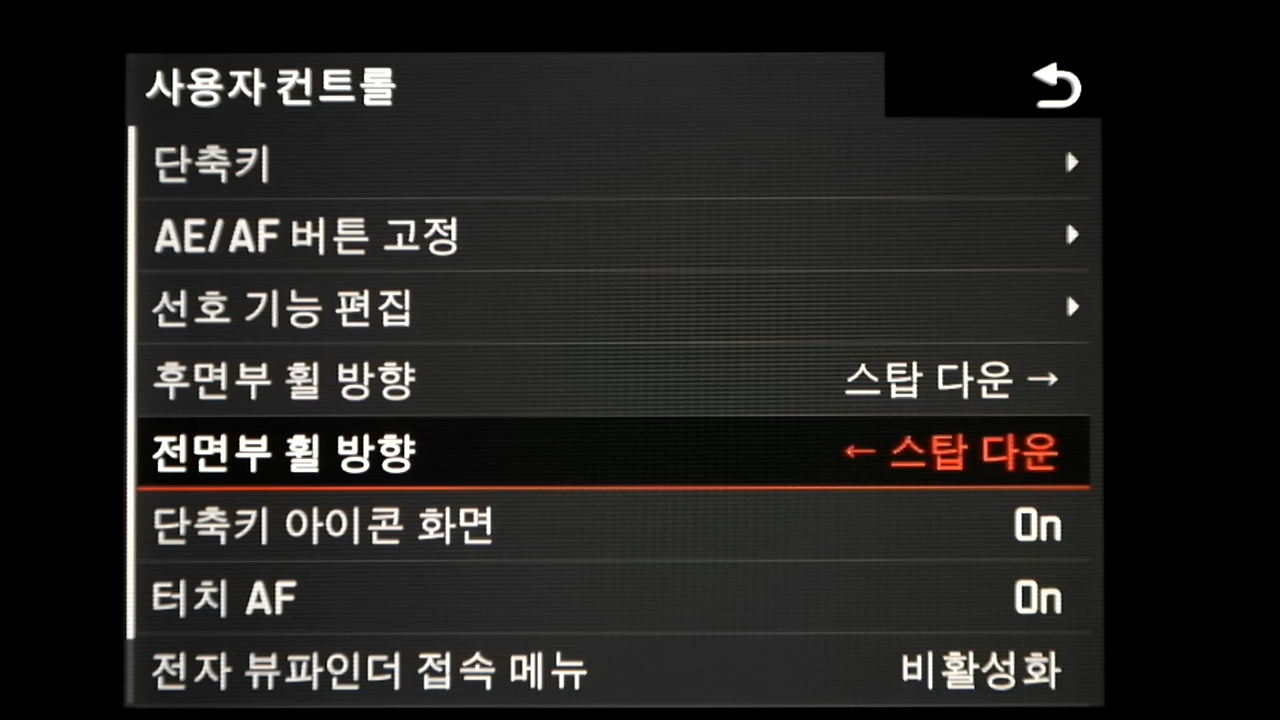 사용자 컨트롤
단축키
AE/AF 버튼 고정
선호 기능 편집
후면부 휠 방향 스탑 다운 →
전면부 휠 방향 ← 스탑 다운
단축키 아이콘 화면 On
터치 AF On
전자 뷰파인더 접속 메뉴 비활성화